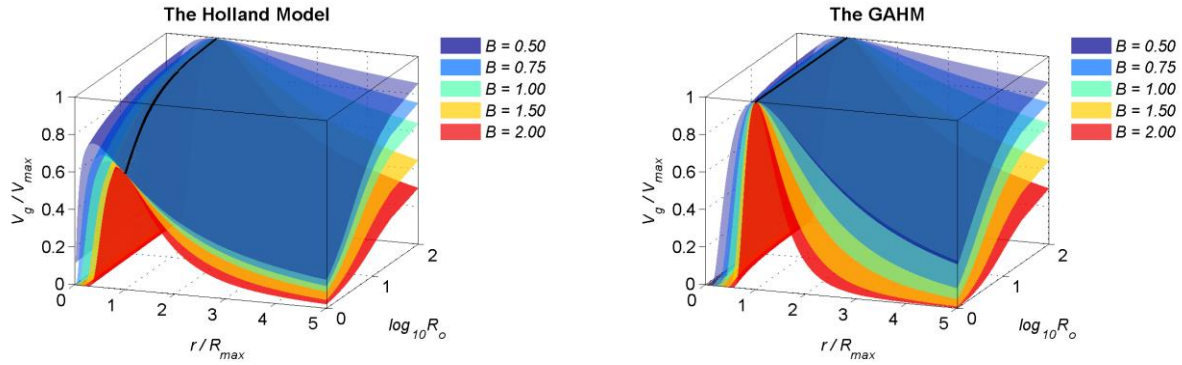 The Holland Model
B = 0.50
B = 0.75
B = 1.00
B = 1.50
B = 2.00
1
0.8
0.6
0.4
0.2
0
V_g / V_max
0
1
2
3
4
5
r / R_max
0
1
2
log_10 R_o
The GAHM
B = 0.50
B = 0.75
B = 1.00
B = 1.50
B = 2.00
1
0.8
0.6
0.4
0.2
0
V_g / V_max
0
1
2
3
4
5
r / R_max
0
1
2
log_10 R_o